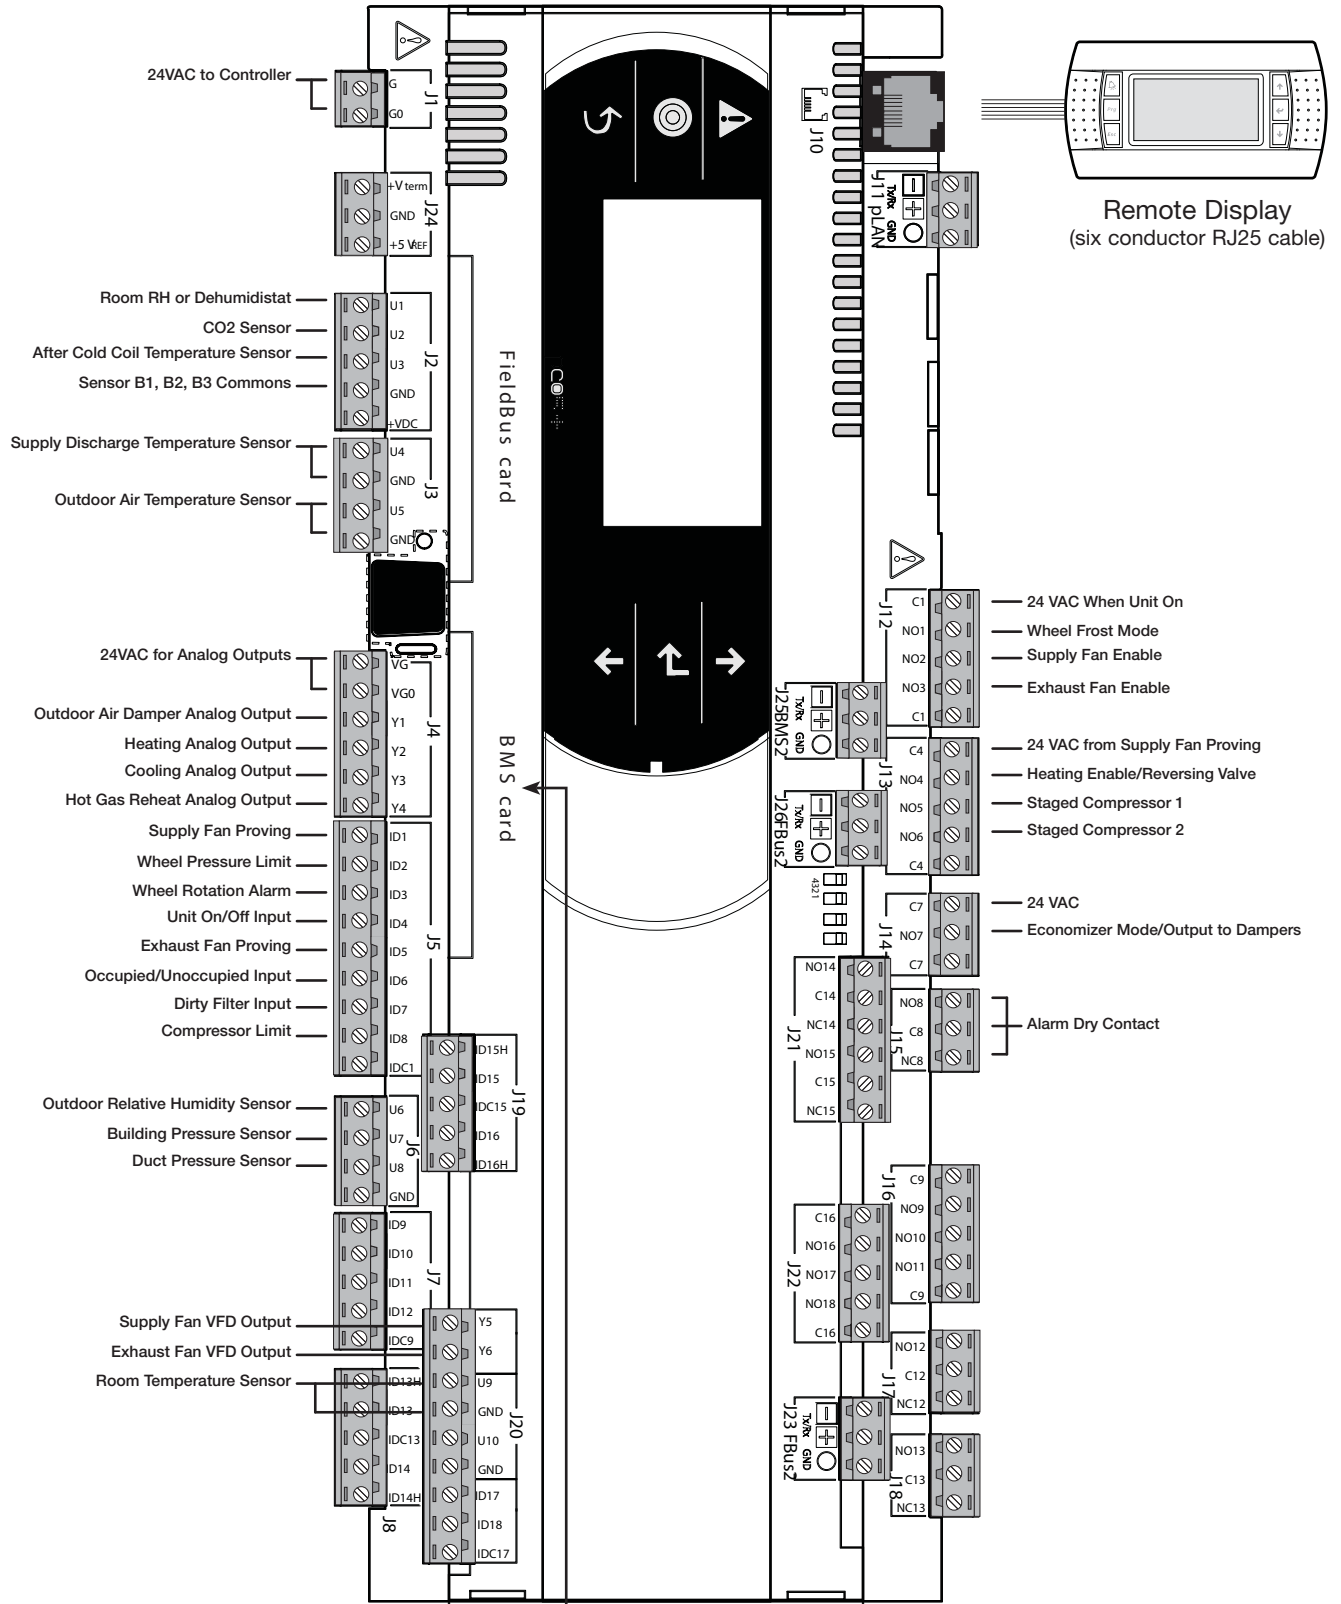 24VAC to Controller
G
G0
J1
+V term
GND
+5 VREF
J24
Room RH or Dehumidistat
CO2 Sensor
After Cold Coil Temperature Sensor
Sensor B1, B2, B3 Commons
U1
U2
U3
GND
+VDC
J2
Supply Discharge Temperature Sensor
Outdoor Air Temperature Sensor
U4
GND
U5
GND
J3
24VAC for Analog Outputs
Outdoor Air Damper Analog Output
Heating Analog Output
Cooling Analog Output
Hot Gas Reheat Analog Output
VG
VG0
Y1
Y2
Y3
Y4
J4
Supply Fan Proving
Wheel Pressure Limit
Wheel Rotation Alarm
Unit On/Off Input
Exhaust Fan Proving
Occupied/Unoccupied Input
Dirty Filter Input
Compressor Limit
ID1
ID2
ID3
ID4
ID5
ID6
ID7
ID8
IDC1
J5
Outdoor Relative Humidity Sensor
Building Pressure Sensor
Duct Pressure Sensor
U6
U7
U8
GND
J6
ID15H
ID15
IDC15
ID16
ID16H
J19
ID9
ID10
ID11
ID12
IDC9
J7
Supply Fan VFD Output
Exhaust Fan VFD Output
Room Temperature Sensor
ID13H
ID13
IDC13
ID14
ID14H
J8
Y5
Y6
U9
GND
U10
GND
ID17
ID18
IDC17
J20
FieldBus card
BMS card
J10
Esc
Prg
Remote Display
(six conductor RJ25 cable)
J11 pLAN
Tx/Rx
GND
J12
C1
NO1
NO2
NO3
C1
24 VAC When Unit On
Wheel Frost Mode
Supply Fan Enable
Exhaust Fan Enable
J25BMS2
Tx/Rx
GND
J13
C4
NO4
NO5
NO6
C4
24 VAC from Supply Fan Proving
Heating Enable/Reversing Valve
Staged Compressor 1
Staged Compressor 2
J26FBus2
Tx/Rx
GND
4321
J14
C7
NO7
C7
24 VAC
Economizer Mode/Output to Dampers
J21
NO14
C14
NC14
NO15
C15
NC15
J15
NO8
C8
NC8
Alarm Dry Contact
J16
C9
NO9
NO10
NO11
C9
J22
C16
NO16
NO17
NO18
C16
J17
NO12
C12
NC12
J23 FBus2
Tx/Rx
GND
J18
NO13
C13
NC13